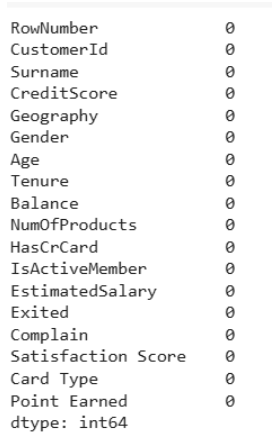 RowNumber 0
CustomerId 0
Surname 0
CreditScore 0
Geography 0
Gender 0
Age 0
Tenure 0
Balance 0
NumOfProducts 0
HasCrCard 0
IsActiveMember 0
EstimatedSalary 0
Exited 0
Complain 0
Satisfaction Score 0
Card Type 0
Point Earned 0
dtype: int64